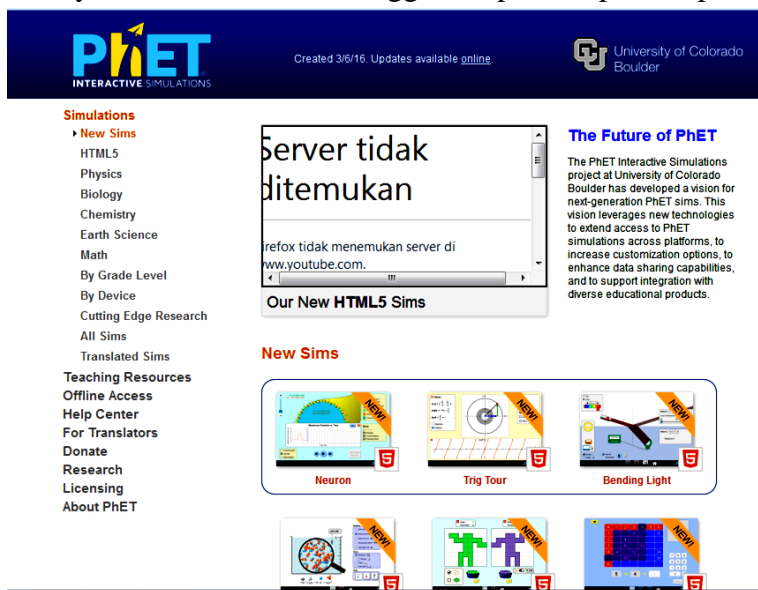 PhET
INTERACTIVE SIMULATIONS
Created 3/6/16. Updates available online.
University of Colorado
Boulder
Simulations
New Sims
HTML5
Physics
Biology
Chemistry
Earth Science
Math
By Grade Level
By Device
Cutting Edge Research
All Sims
Translated Sims
Teaching Resources
Offline Access
Help Center
For Translators
Donate
Research
Licensing
About PhET
Server tidak
ditemukan
irefox tidak menemukan server di
www.youtube.com.
Our New HTML5 Sims
The Future of PhET
The PhET Interactive Simulations
project at University of Colorado
Boulder has developed a vision for
next-generation PhET sims. This
vision leverages new technologies
to extend access to PhET
simulations across platforms, to
increase customization options, to
enhance data sharing capabilities,
and to support integration with
diverse educational products.
New Sims
NEW!
Neuron
NEW!
Trig Tour
NEW!
Bending Light
NEW!
NEW!
NEW!